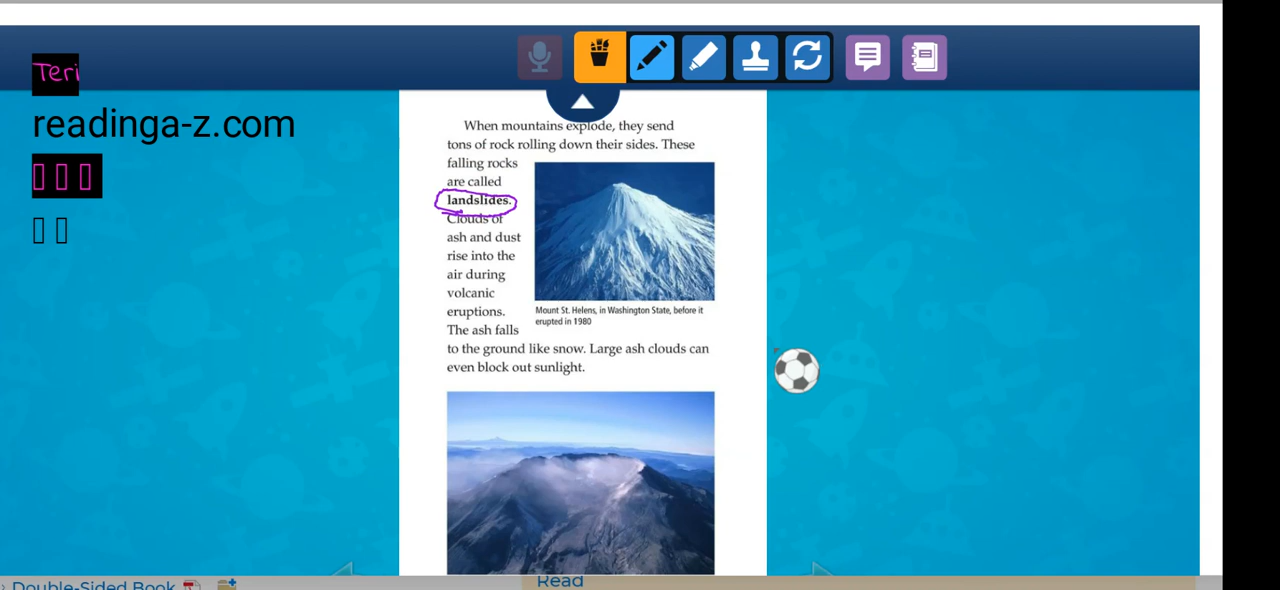 Teri
readinga-z.com
When mountains explode, they send
tons of rock rolling down their sides. These
falling rocks
are called
landslides.
Clouds of
ash and dust
rise into the
air during
volcanic
eruptions.
The ash falls
to the ground like snow. Large ash clouds can
even block out sunlight.
Mount St. Helens, in Washington State, before it
erupted in 1980
Double-Sided Book
Read